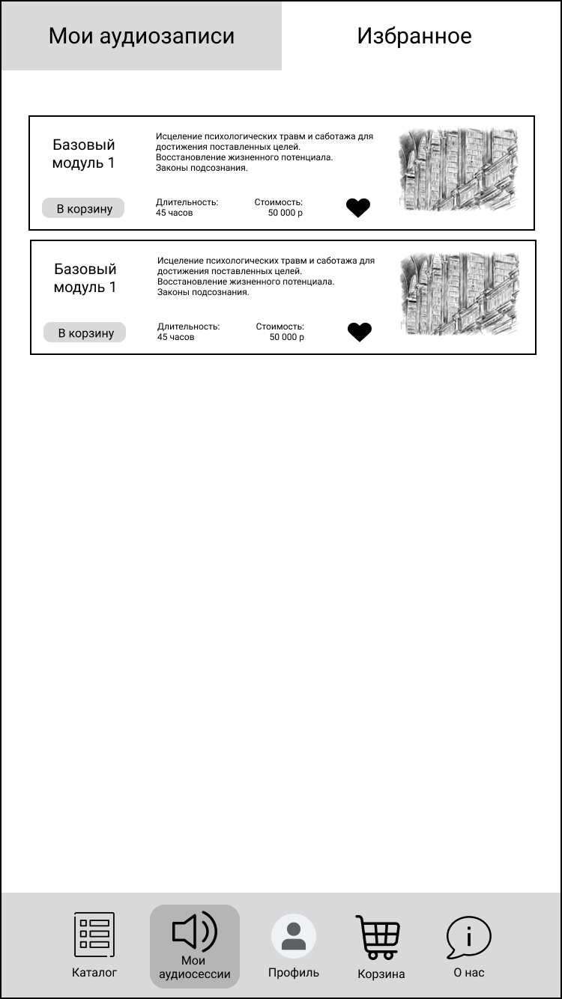 Мои аудиозаписи
Избранное
Базовый
модуль 1
Исцеление психологических травм и саботажа для
достижения поставленных целей.
Восстановление жизненного потенциала.
Законы подсознания.
В корзину
Длительность:
45 часов
Стоимость:
50 000 р
Базовый
модуль 1
Исцеление психологических травм и саботажа для
достижения поставленных целей.
Восстановление жизненного потенциала.
Законы подсознания.
В корзину
Длительность:
45 часов
Стоимость:
50 000 р
Каталог
Мои
аудиосессии
Профиль
Корзина
О нас